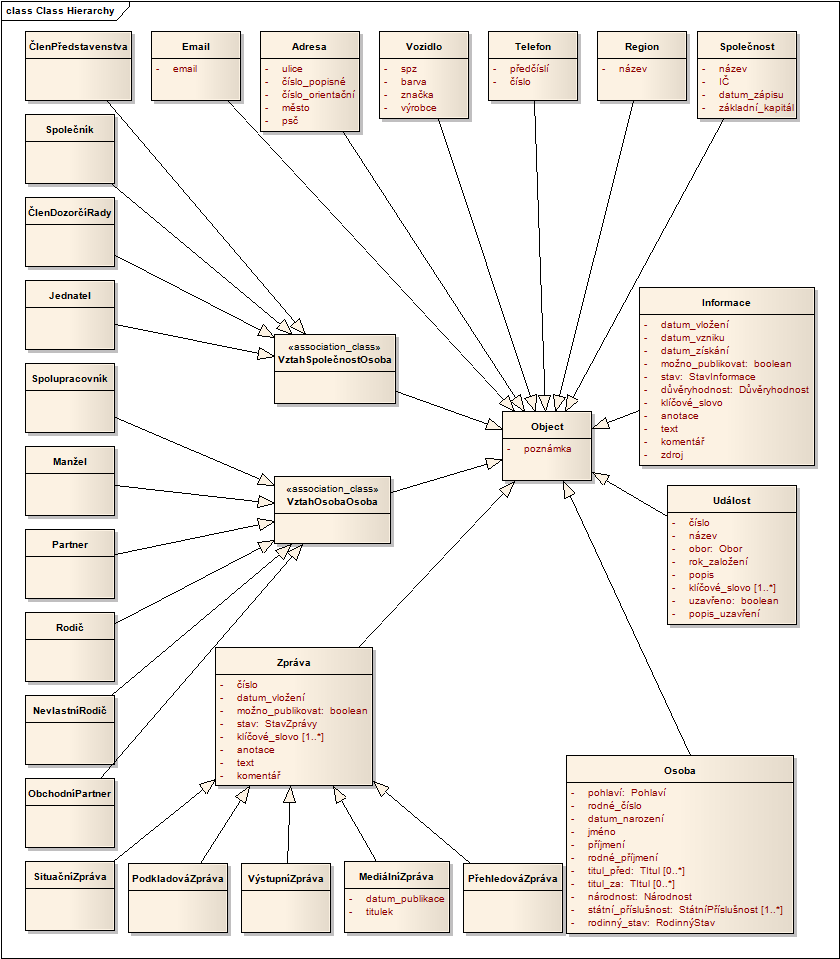 class Class Hierarchy
ČlenPředstavenstva
Email
- email
Adresa
- ulice
- číslo_popisné
- číslo_orientační
- město
- psč
Vozidlo
- spz
- barva
- značka
- výrobce
Telefon
- předčíslí
- číslo
Region
- název
Společnost
- název
- IČ
- datum_zápisu
- základní_kapitál
Společník
ČlenDozorčíRady
Jednatel
Spolupracovník
Manžel
Partner
Rodič
NevlastníRodič
ObchodníPartner
«association_class»
VztahSpolečnostOsoba
«association_class»
VztahOsobaOsoba
Object
- poznámka
Informace
- datum_vložení
- datum_vzniku
- datum_získání
- možno_publikovat: boolean
- stav: StavInformace
- důvěryhodnost: Důvěryhodnost
- klíčové_slovo
- anotace
- text
- komentář
- zdroj
Událost
- číslo
- název
- obor: Obor
- rok_založení
- popis
- klíčové_slovo [1..*]
- uzavřeno: boolean
- popis_uzavření
Zpráva
- číslo
- datum_vložení
- možno_publikovat: boolean
- stav: StavZprávy
- klíčové_slovo [1..*]
- anotace
- text
- komentář
Osoba
- pohlaví: Pohlaví
- rodné_číslo
- datum_narození
- jméno
- příjmení
- rodné_příjmení
- titul_před: TItul [0..*]
- titul_za: TItul [0..*]
- národnost: Národnost
- státní_příslušnost: StátníPříslušnost [1..*]
- rodinný_stav: RodinnýStav
SituačníZpráva
PodkladováZpráva
VýstupníZpráva
MediálníZpráva
- datum_publikace
- titulek
PřehledováZpráva